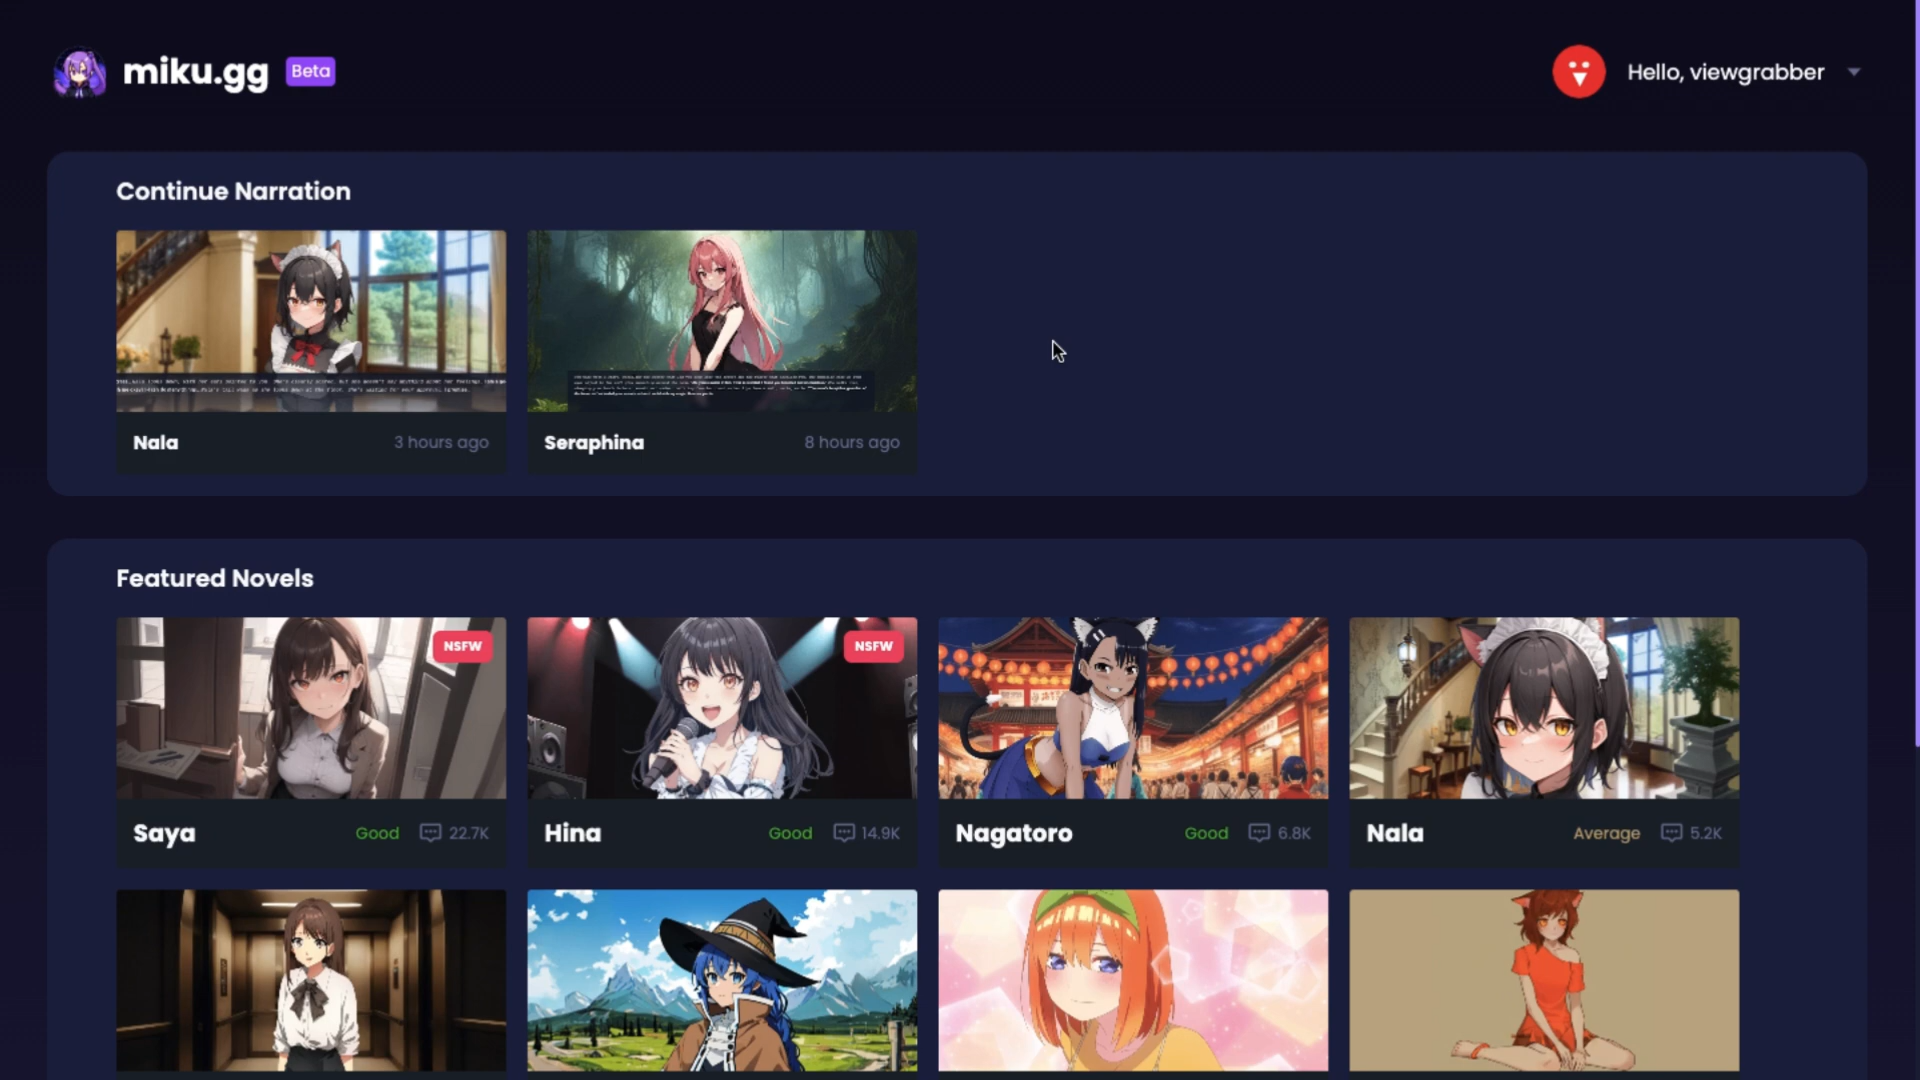 miku.gg Beta
Hello, viewgrabber
Continue Narration
Nala 3 hours ago
Seraphina 8 hours ago
Featured Novels
NSFW
NSFW
Saya Good 22.7K
Hina Good 14.9K
Nagatoro Good 6.8K
Nala Average 5.2K